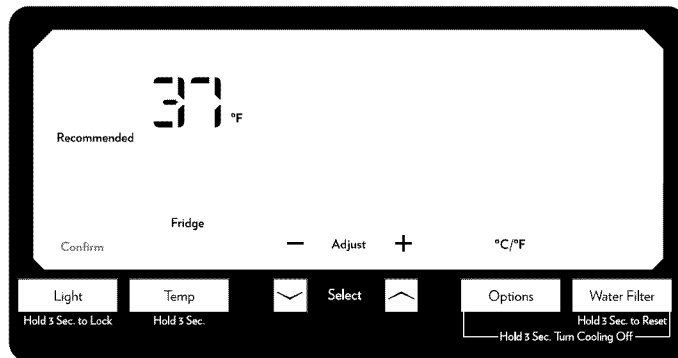 37 °F
Recommended
Fridge
Confirm
— Adjust +
°C/°F
Light
Temp
Select
Options
Water Filter
Hold 3 Sec. to Lock
Hold 3 Sec.
Hold 3 Sec. to Reset
Hold 3 Sec. Turn Cooling Off